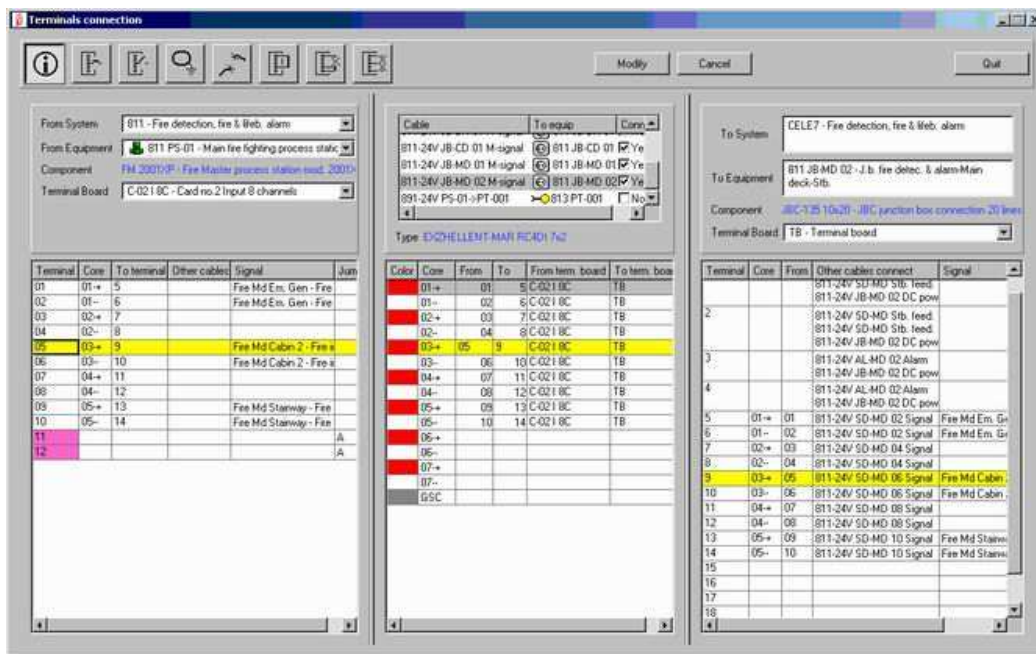 Terminals connection
Modify
Cancel
Quit
From System
811 - Fire detection, fire & lifeb. alarm
From Equipment
811 PS-01 - Main fire fighting process static
Component
FM 2001XJP - Fire Master process station mod. 2001X
Terminal Board
C-02 I 8C - Card no.2 Input 8 channels
Cable To equip Conn
811-24V JB-CD 01 M-signal 811 JB-CD 01 Ye
811-24V JB-MD 01 M-signal 811 JB-MD 01 Ye
811-24V JB-MD 02 M-signal 811 JB-MD 02 Ye
891-24V PS-01->PT-001 813 PT-001 No
Type
To System
CELE7 - Fire detection, fire & lifeb. alarm
To Equipment
811 JB-MD 02 - J.b. fire detec. & alarm-Main deck-Stb.
Component
JBC-135 10x20 - JBC junction box connection 20 lines
Terminal Board
TB - Terminal board
Terminal Core To terminal Other cables Signal Jum
01 01-+ 5 Fire Md Em. Gen - Fire
02 01-- 6 Fire Md Em. Gen - Fire
03 02-+ 7
04 02-- 8
05 03-+ 9 Fire Md Cabin 2 - Fire a
06 03-- 10 Fire Md Cabin 2 - Fire a
07 04-+ 11
08 04-- 12
09 05-+ 13 Fire Md Stairway - Fire
10 05-- 14 Fire Md Stairway - Fire
11 A
12 A
Color Core From To From term. board To term. boa
01-+ 01 5 C-02 I 8C TB
01-- 02 6 C-02 I 8C TB
02-+ 03 7 C-02 I 8C TB
02-- 04 8 C-02 I 8C TB
03-+ 05 9 C-02 I 8C TB
03-- 06 10 C-02 I 8C TB
04-+ 07 11 C-02 I 8C TB
04-- 08 12 C-02 I 8C TB
05-+ 09 13 C-02 I 8C TB
05-- 10 14 C-02 I 8C TB
06-+
06--
07-+
07--
GSC
Terminal Core From Other cables connect Signal
811-24V SD-MD Stb. feed.
811-24V JB-MD 02 DC pow
2 811-24V SD-MD Stb. feed.
811-24V SD-MD Stb. feed.
811-24V JB-MD 02 DC pow
3 811-24V AL-MD 02 Alarm
811-24V JB-MD 02 DC pow
4 811-24V AL-MD 02 Alarm
811-24V JB-MD 02 DC pow
5 01-+ 01 811-24V SD-MD 02 Signal Fire Md Em. Ge
6 01-- 02 811-24V SD-MD 02 Signal Fire Md Em. Ge
7 02-+ 03 811-24V SD-MD 04 Signal
8 02-- 04 811-24V SD-MD 04 Signal
9 03-+ 05 811-24V SD-MD 06 Signal Fire Md Cabin
10 03-- 06 811-24V SD-MD 06 Signal Fire Md Cabin
11 04-+ 07 811-24V SD-MD 08 Signal
12 04-- 08 811-24V SD-MD 08 Signal
13 05-+ 09 811-24V SD-MD 10 Signal Fire Md Stairwa
14 05-- 10 811-24V SD-MD 10 Signal Fire Md Stairwa
15
16
17
18